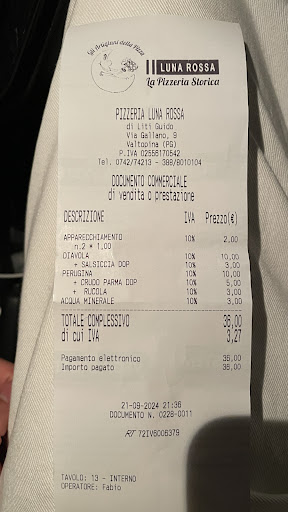 Gli Artigiani della Pizza
LUNA ROSSA
La Pizzeria Storica
PIZZERIA LUNA ROSSA
di Liti Guido
Via Gallano, 9
Valtopina (PG)
P.IVA 02556170542
Tel. 0742/74213 - 388/8010104
DOCUMENTO COMMERCIALE
di vendita o prestazione
DESCRIZIONE IVA Prezzo(€)
APPARECCHIAMENTO 10% 2,00
n.2 * 1,00
DIAVOLA 10% 10,00
+ SALSICCIA DOP 10% 3,00
PERUGINA 10% 10,00
+ CRUDO PARMA DOP 10% 5,00
+ RUCOLA 10% 3,00
ACQUA MINERALE 10% 3,00
TOTALE COMPLESSIVO 36,00
di cui IVA 3,27
Pagamento elettronico 36,00
Importo pagato 36,00
21-09-2024 21:36
DOCUMENTO N. 0228-0011
RT 72IV8006379
TAVOLO: 13 - INTERNO
OPERATORE: Fabio